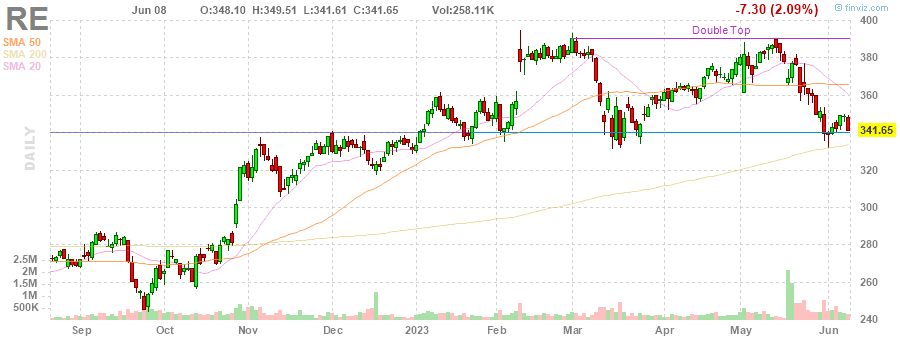 RE Jun 08 O:348.10 H:349.51 L:341.61 C:341.65 Vol:258.11K -7.30 (2.09%) © finviz.com
SMA 50
SMA 200
SMA 20
Double Top
DAILY
400
380
360
341.65
320
300
280
260
240
2.5M
2M
1.5M
1M
500K
Sep Oct Nov Dec 2023 Feb Mar Apr May Jun